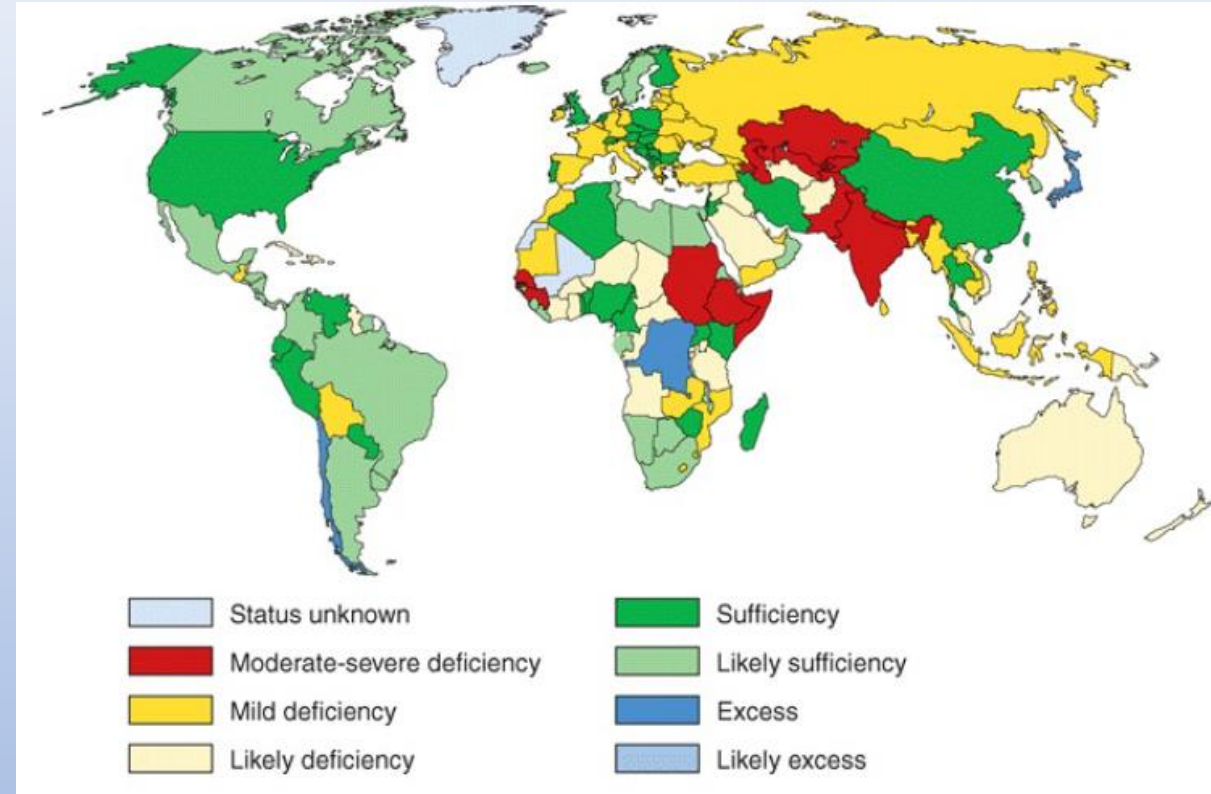 Status unknown
Moderate-severe deficiency
Mild deficiency
Likely deficiency
Sufficiency
Likely sufficiency
Excess
Likely excess